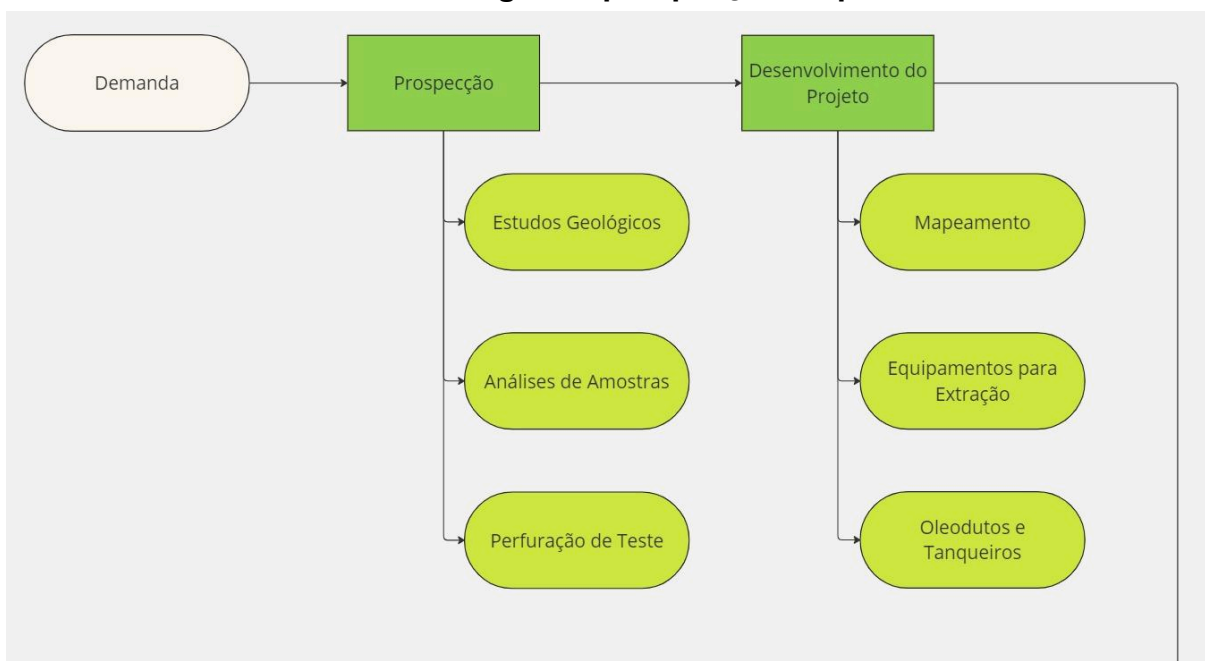 Demanda
Prospecção
Desenvolvimento do
Projeto
Estudos Geológicos
Mapeamento
Análises de Amostras
Equipamentos para
Extração
Perfuração de Teste
Oleodutos e
Tanqueiros